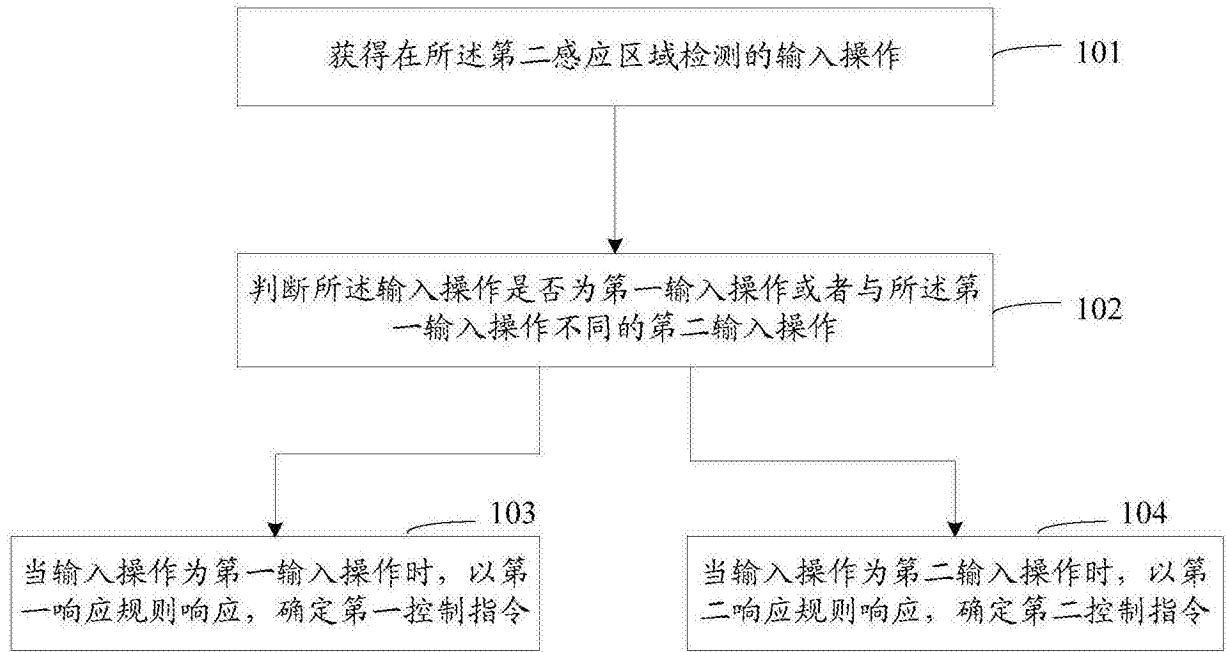 获得在所述第二感应区域检测的输入操作
101
判断所述输入操作是否为第一输入操作或者与所述第
一输入操作不同的第二输入操作
102
103
当输入操作为第一输入操作时，以第
一响应规则响应，确定第一控制指令
104
当输入操作为第二输入操作时，以第
二响应规则响应，确定第二控制指令